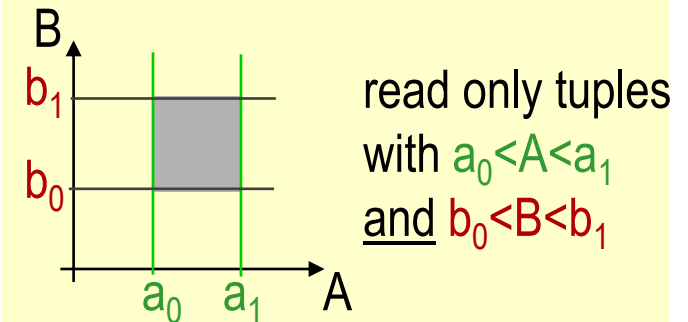 B
b₁
b₀
a₀ a₁ A
read only tuples
with a₀<A<a₁
and b₀<B<b₁